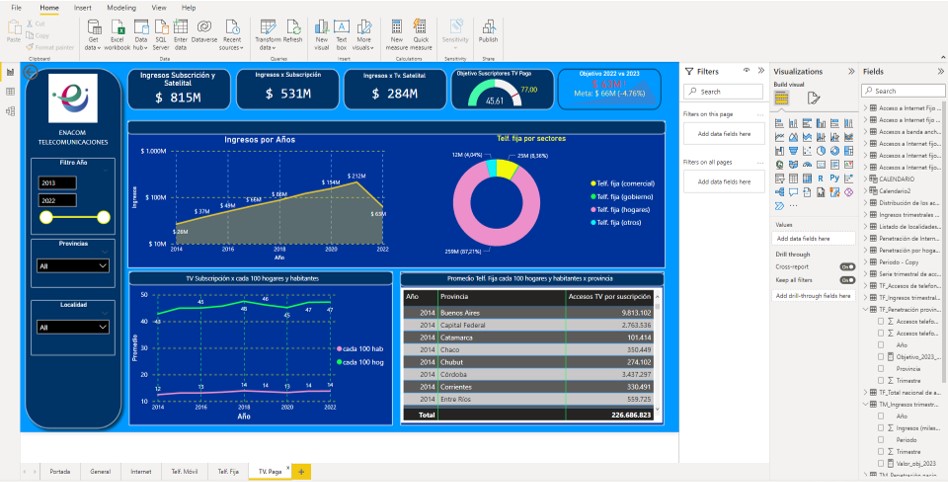 File Home Insert Modeling View Help
Paste
Cut
Copy
Format painter
Get data
Excel workbook
Data hub
SQL Server
Enter data
Dataverse
Recent sources
Transform data
Refresh
New visual
Text box
More visuals
New measure
Quick measure
Sensitivity
Publish
Clipboard Data Queries Insert Calculations Sensitivity Share
ENACOM
TELECOMUNICACIONES
Filtro Año
2013
2022
Provincias
All
Localidad
All
Ingresos Subscrición y Satelital
$ 815M
Ingresos x Subscripción
$ 531M
Ingresos x Tv. Satelital
$ 284M
Objetivo Suscriptores TV Paga
77,00
45,61
Objetivo 2022 vs 2023
Meta: $ 66M (-4.76%)
Ingresos por Años
$ 1.000M
$ 100M
$ 10M
Ingresos
$ 37M
$ 154M
$ 212M
2014 2016 2018 2020 2022
Año
Telf. fija por sectores
12M (4,04%)
25M (8,36%)
259M (87,21%)
Telf. fija (comercial)
Telf. fija (gobierno)
Telf. fija (hogares)
Telf. fija (otros)
TV Subscripción x cada 100 hogares y habitantes
50
40
30
20
10
Promedio
43 45 48 46 45 47 47
12 13 14 14 13 14 14
cada 100 hab
cada 100 hog
2014 2016 2018 2020 2022
Año
Promedio Telf. Fija cada 100 hogares y habitantes x provincia
Año Provincia Accesos TV por suscripción
2014 Buenos Aires 9.813.102
2014 Capital Federal 2.763.536
2014 Catamarca 101.414
2014 Chaco 350.449
2014 Chubut 274.102
2014 Córdoba 3.437.297
2014 Corrientes 330.491
2014 Entre Ríos 559.725
Total 226.686.823
Filters
Search
Filters on this page
Add data fields here
Filters on all pages
Add data fields here
Visualizations
Build visual
Values
Add data fields here
Drill through
Cross-report
On
Keep all filters
On
Add drill-through fields here
Fields
Search
Acceso a Internet fijo ...
Acceso a Internet fijo ...
Acceso a banda anch...
Accesos a Internet fijo...
Accesos a Internet fijo...
Accesos a Internet fijo...
CALENDARIO
Calendario2
Distribución de los ac...
Ingresos trimestrales ...
Listado de localidades...
Penetración de Intern...
Penetración por hoga...
Periodo - Copy
Serie trimestral de acc...
TF_Accesos de telefon...
TF_Ingresos trimestral...
TF_Penetración provin...
Accesos telefo...
Accesos telefo...
Año
Objetivo_2023_...
Provincia
Trimestre
TF_Total nacional de a...
TM_Ingresos trimestr...
Año
Ingresos (miles...
Periodo
Trimestre
Valor_obj_2023
Portada General Internet Telf. Móvil Telf. Fija TV. Paga